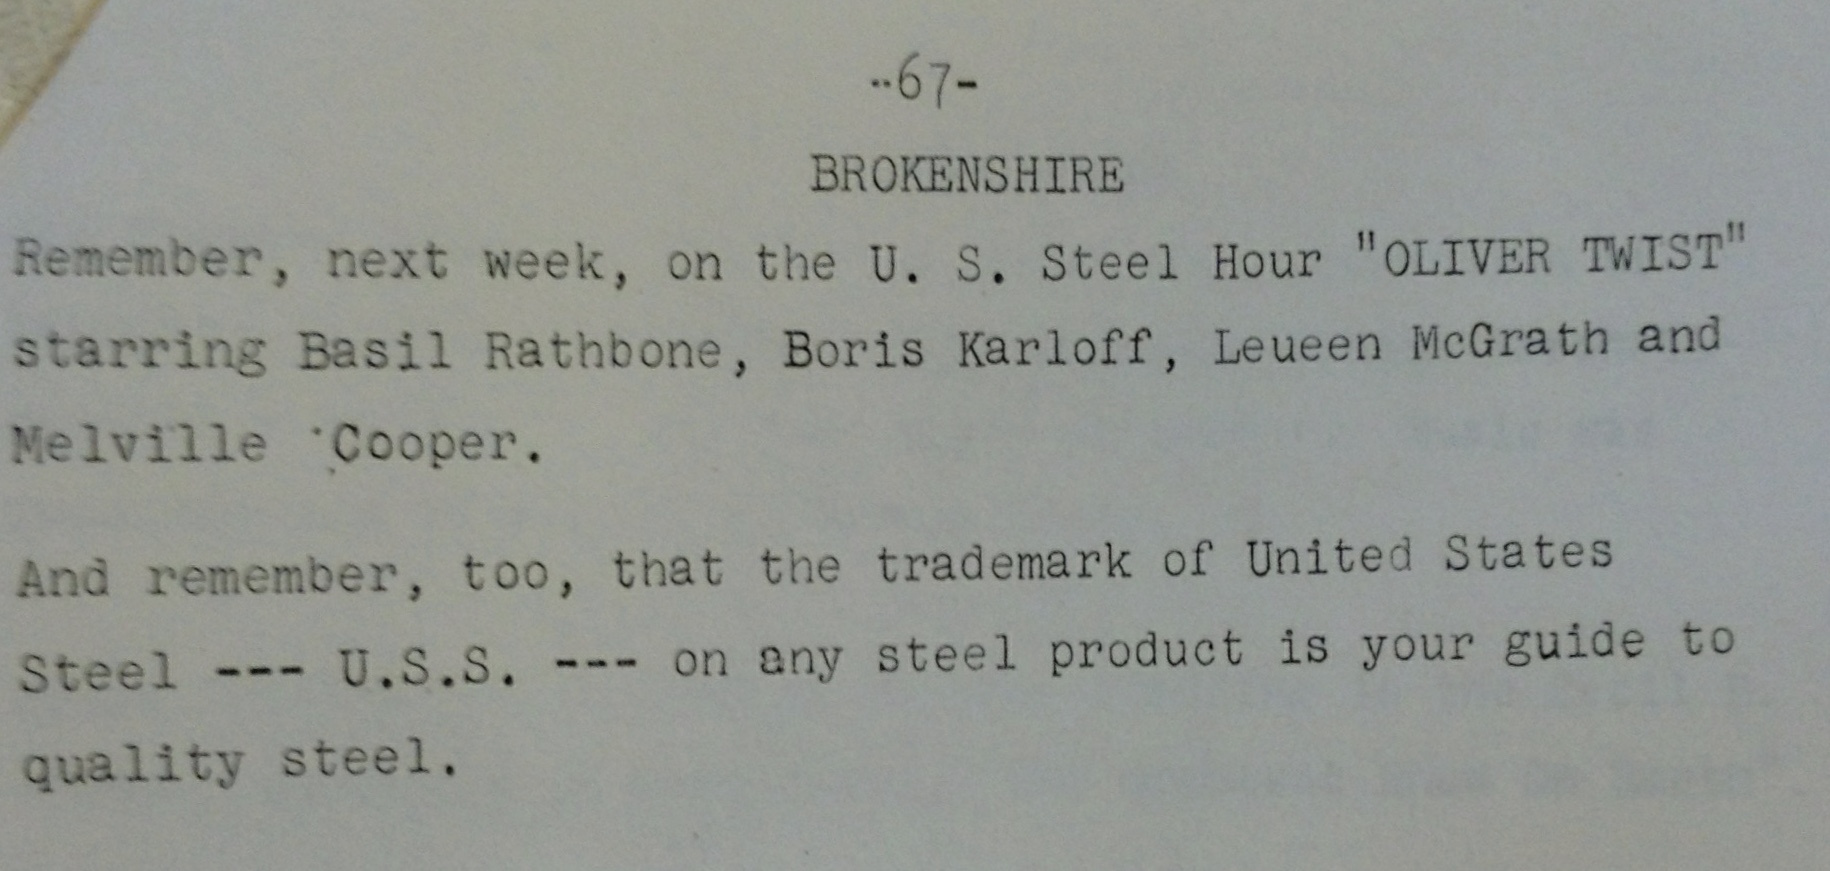 --67-
BROKENSHIRE
Remember, next week, on the U. S. Steel Hour "OLIVER TWIST"
starring Basil Rathbone, Boris Karloff, Leueen McGrath and
Melville Cooper.
And remember, too, that the trademark of United States
Steel --- U.S.S. --- on any steel product is your guide to
quality steel.